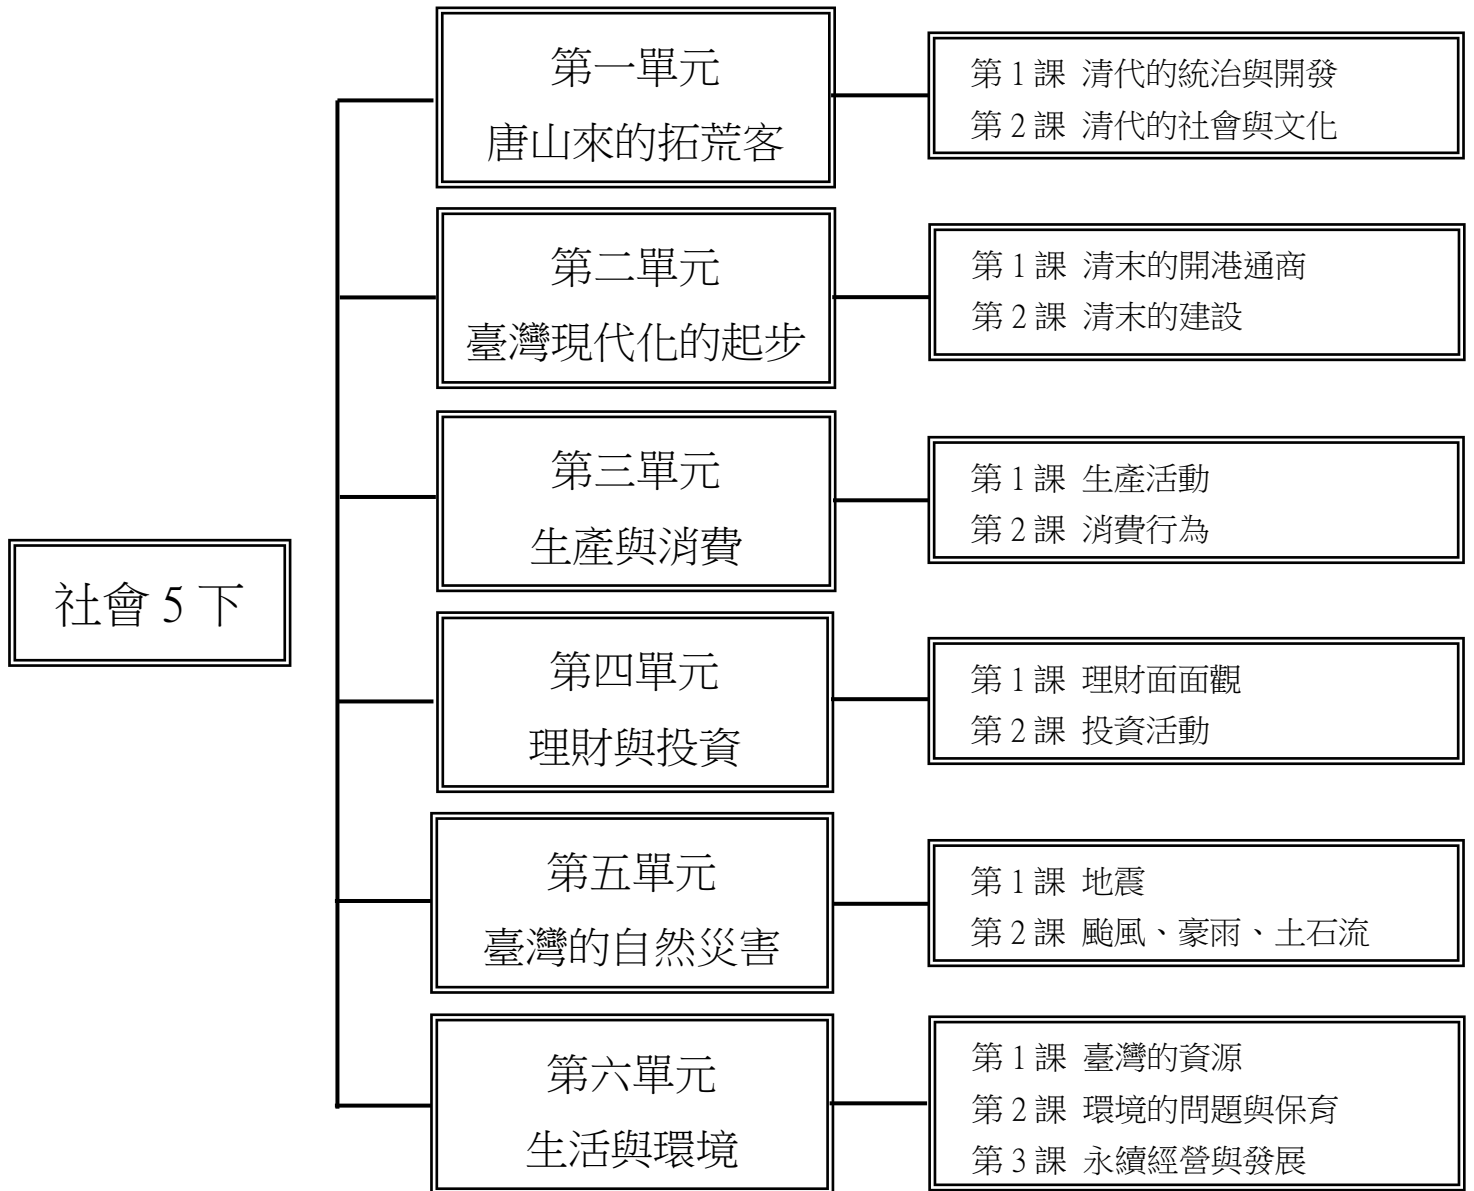 社會 5 下
第一單元
唐山來的拓荒客
第 1 課 清代的統治與開發
第 2 課 清代的社會與文化
第二單元
臺灣現代化的起步
第 1 課 清末的開港通商
第 2 課 清末的建設
第三單元
生產與消費
第 1 課 生產活動
第 2 課 消費行為
第四單元
理財與投資
第 1 課 理財面面觀
第 2 課 投資活動
第五單元
臺灣的自然災害
第 1 課 地震
第 2 課 颱風、豪雨、土石流
第六單元
生活與環境
第 1 課 臺灣的資源
第 2 課 環境的問題與保育
第 3 課 永續經營與發展